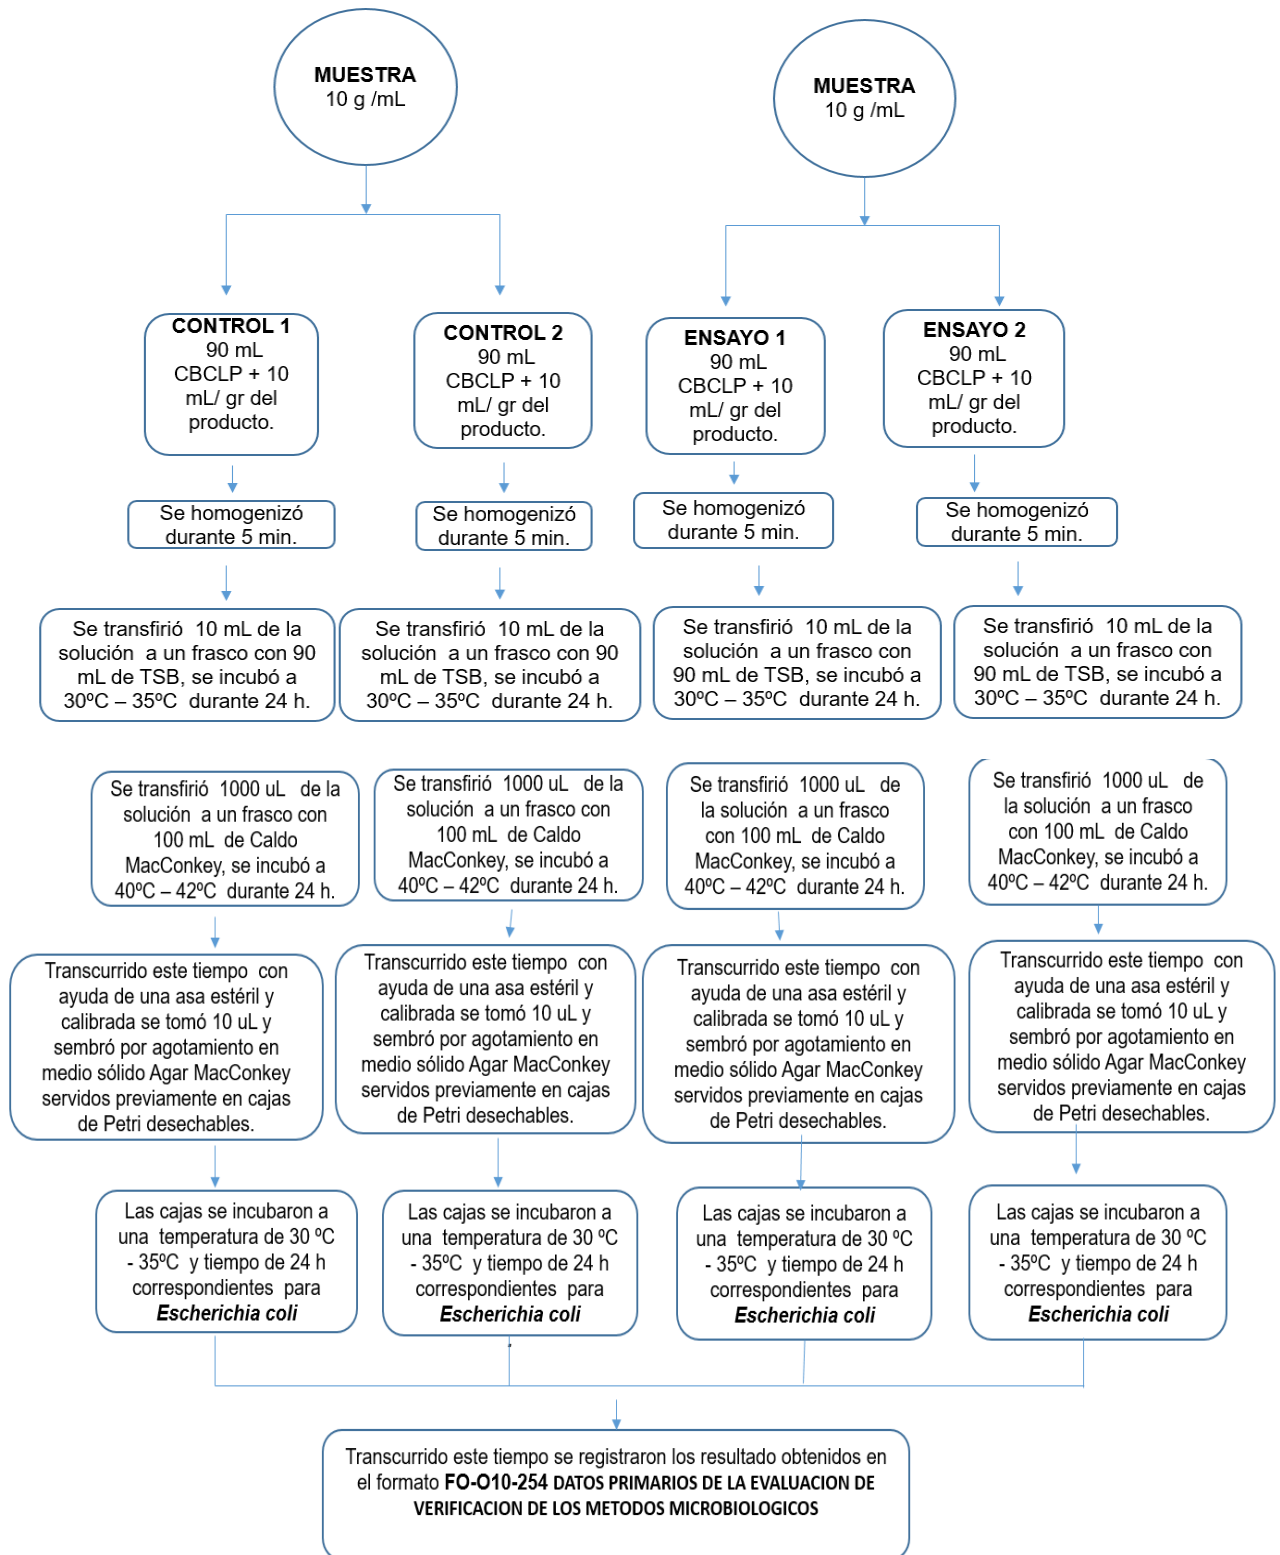 MUESTRA
10 g /mL
MUESTRA
10 g /mL
CONTROL 1
90 mL
CBCLP + 10
mL/ gr del
producto.
CONTROL 2
90 mL
CBCLP + 10
mL/ gr del
producto.
ENSAYO 1
90 mL
CBCLP + 10
mL/ gr del
producto.
ENSAYO 2
90 mL
CBCLP + 10
mL/ gr del
producto.
Se homogenizó
durante 5 min.
Se homogenizó
durante 5 min.
Se homogenizó
durante 5 min.
Se homogenizó
durante 5 min.
Se transfirió 10 mL de la
solución a un frasco con 90
mL de TSB, se incubó a
30ºC – 35ºC durante 24 h.
Se transfirió 10 mL de la
solución a un frasco con 90
mL de TSB, se incubó a
30ºC – 35ºC durante 24 h.
Se transfirió 10 mL de la
solución a un frasco con
90 mL de TSB, se incubó a
30ºC – 35ºC durante 24 h.
Se transfirió 10 mL de la
solución a un frasco con
90 mL de TSB, se incubó a
30ºC – 35ºC durante 24 h.
Se transfirió 1000 uL de la
solución a un frasco con
100 mL de Caldo
MacConkey, se incubó a
40ºC – 42ºC durante 24 h.
Se transfirió 1000 uL de la
solución a un frasco con
100 mL de Caldo
MacConkey, se incubó a
40ºC – 42ºC durante 24 h.
Se transfirió 1000 uL de
la solución a un frasco
con 100 mL de Caldo
MacConkey, se incubó a
40ºC – 42ºC durante 24 h.
Se transfirió 1000 uL de
la solución a un frasco
con 100 mL de Caldo
MacConkey, se incubó a
40ºC – 42ºC durante 24 h.
Transcurrido este tiempo con
ayuda de una asa estéril y
calibrada se tomó 10 uL y
sembró por agotamiento en
medio sólido Agar MacConkey
servidos previamente en cajas
de Petri desechables.
Transcurrido este tiempo con
ayuda de una asa estéril y
calibrada se tomó 10 uL y
sembró por agotamiento en
medio sólido Agar MacConkey
servidos previamente en cajas
de Petri desechables.
Transcurrido este tiempo con
ayuda de una asa estéril y
calibrada se tomó 10 uL y
sembró por agotamiento en
medio sólido Agar MacConkey
servidos previamente en cajas
de Petri desechables.
Transcurrido este tiempo con
ayuda de una asa estéril y
calibrada se tomó 10 uL y
sembró por agotamiento en
medio sólido Agar MacConkey
servidos previamente en cajas
de Petri desechables.
Las cajas se incubaron a
una temperatura de 30 ºC
- 35ºC y tiempo de 24 h
correspondientes para
Escherichia coli
Las cajas se incubaron a
una temperatura de 30 ºC
- 35ºC y tiempo de 24 h
correspondientes para
Escherichia coli
.
Las cajas se incubaron a
una temperatura de 30 ºC
- 35ºC y tiempo de 24 h
correspondientes para
Escherichia coli
Las cajas se incubaron a
una temperatura de 30 ºC
- 35ºC y tiempo de 24 h
correspondientes para
Escherichia coli
Transcurrido este tiempo se registraron los resultado obtenidos en
el formato FO-O10-254 DATOS PRIMARIOS DE LA EVALUACION DE
VERIFICACION DE LOS METODOS MICROBIOLOGICOS